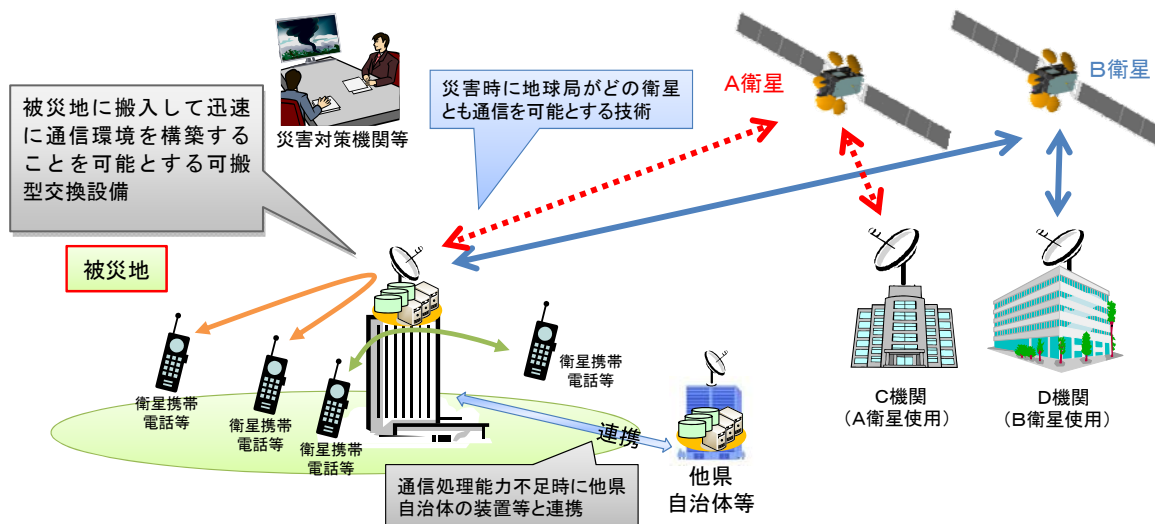 災害対策機関等
被災地に搬入して迅速
に通信環境を構築する
ことを可能とする可搬
型交換設備
災害時に地球局がどの衛星
とも通信を可能とする技術
A衛星
B衛星
被災地
衛星携帯
電話等
衛星携帯
電話等
衛星携帯
電話等
衛星携帯
電話等
連携
C機関
（A衛星使用）
D機関
（B衛星使用）
他県
自治体等
通信処理能力不足時に他県
自治体の装置等と連携